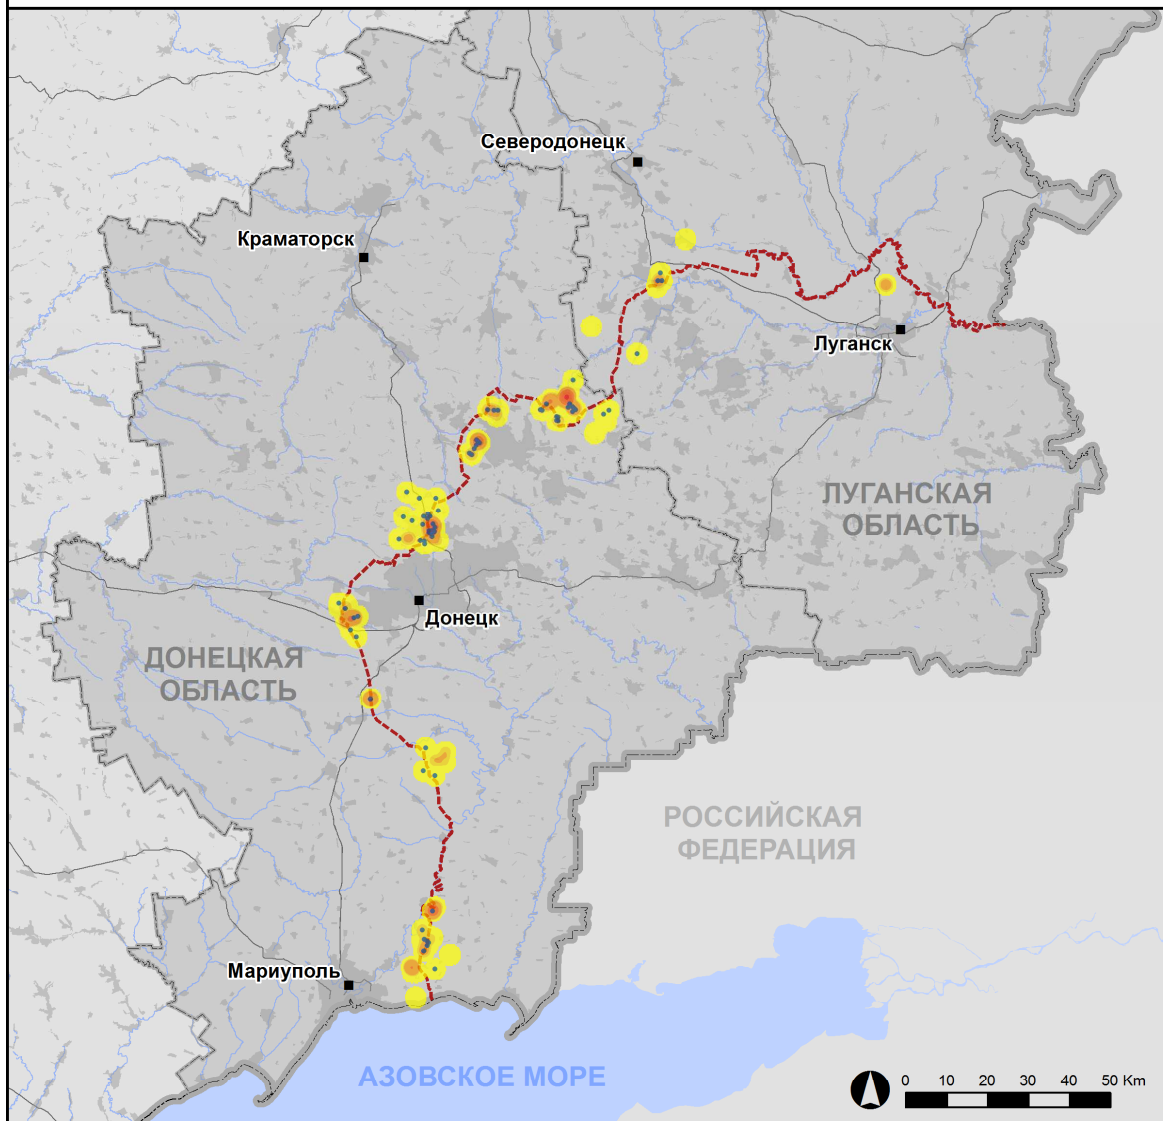 Северодонецк
Краматорск
Луганск
ЛУГАНСКАЯ
ОБЛАСТЬ
Донецк
ДОНЕЦКАЯ
ОБЛАСТЬ
РОССИЙСКАЯ
ФЕДЕРАЦИЯ
Мариуполь
АЗОВСКОЕ МОРЕ
0 10 20 30 40 50 Km